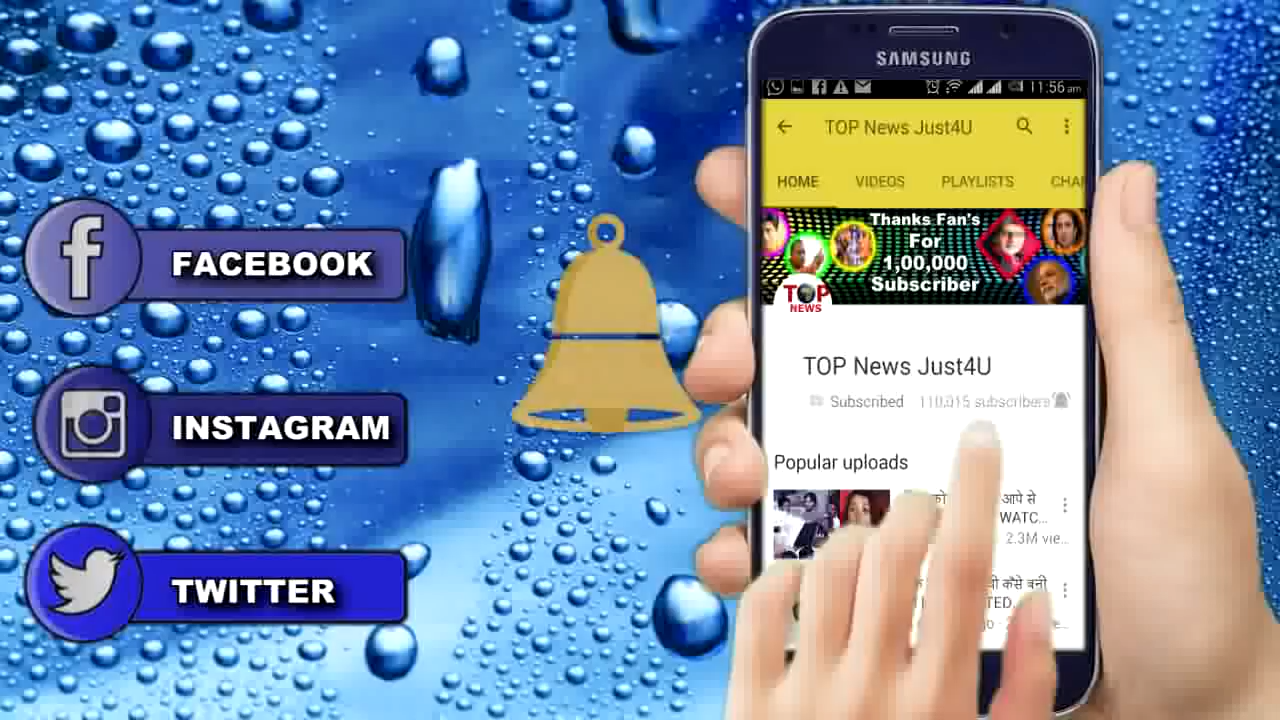 FACEBOOK
INSTAGRAM
TWITTER
SAMSUNG
11:56 am
TOP News Just4U
HOME VIDEOS PLAYLISTS CHA
Thanks Fan's
For
1,00,000
Subscriber
TOP
NEWS
TOP News Just4U
Subscribed 110,015 subscribers
Popular uploads
को आपे से
WATC...
2.3M vie...
कैसे बनी
TED...